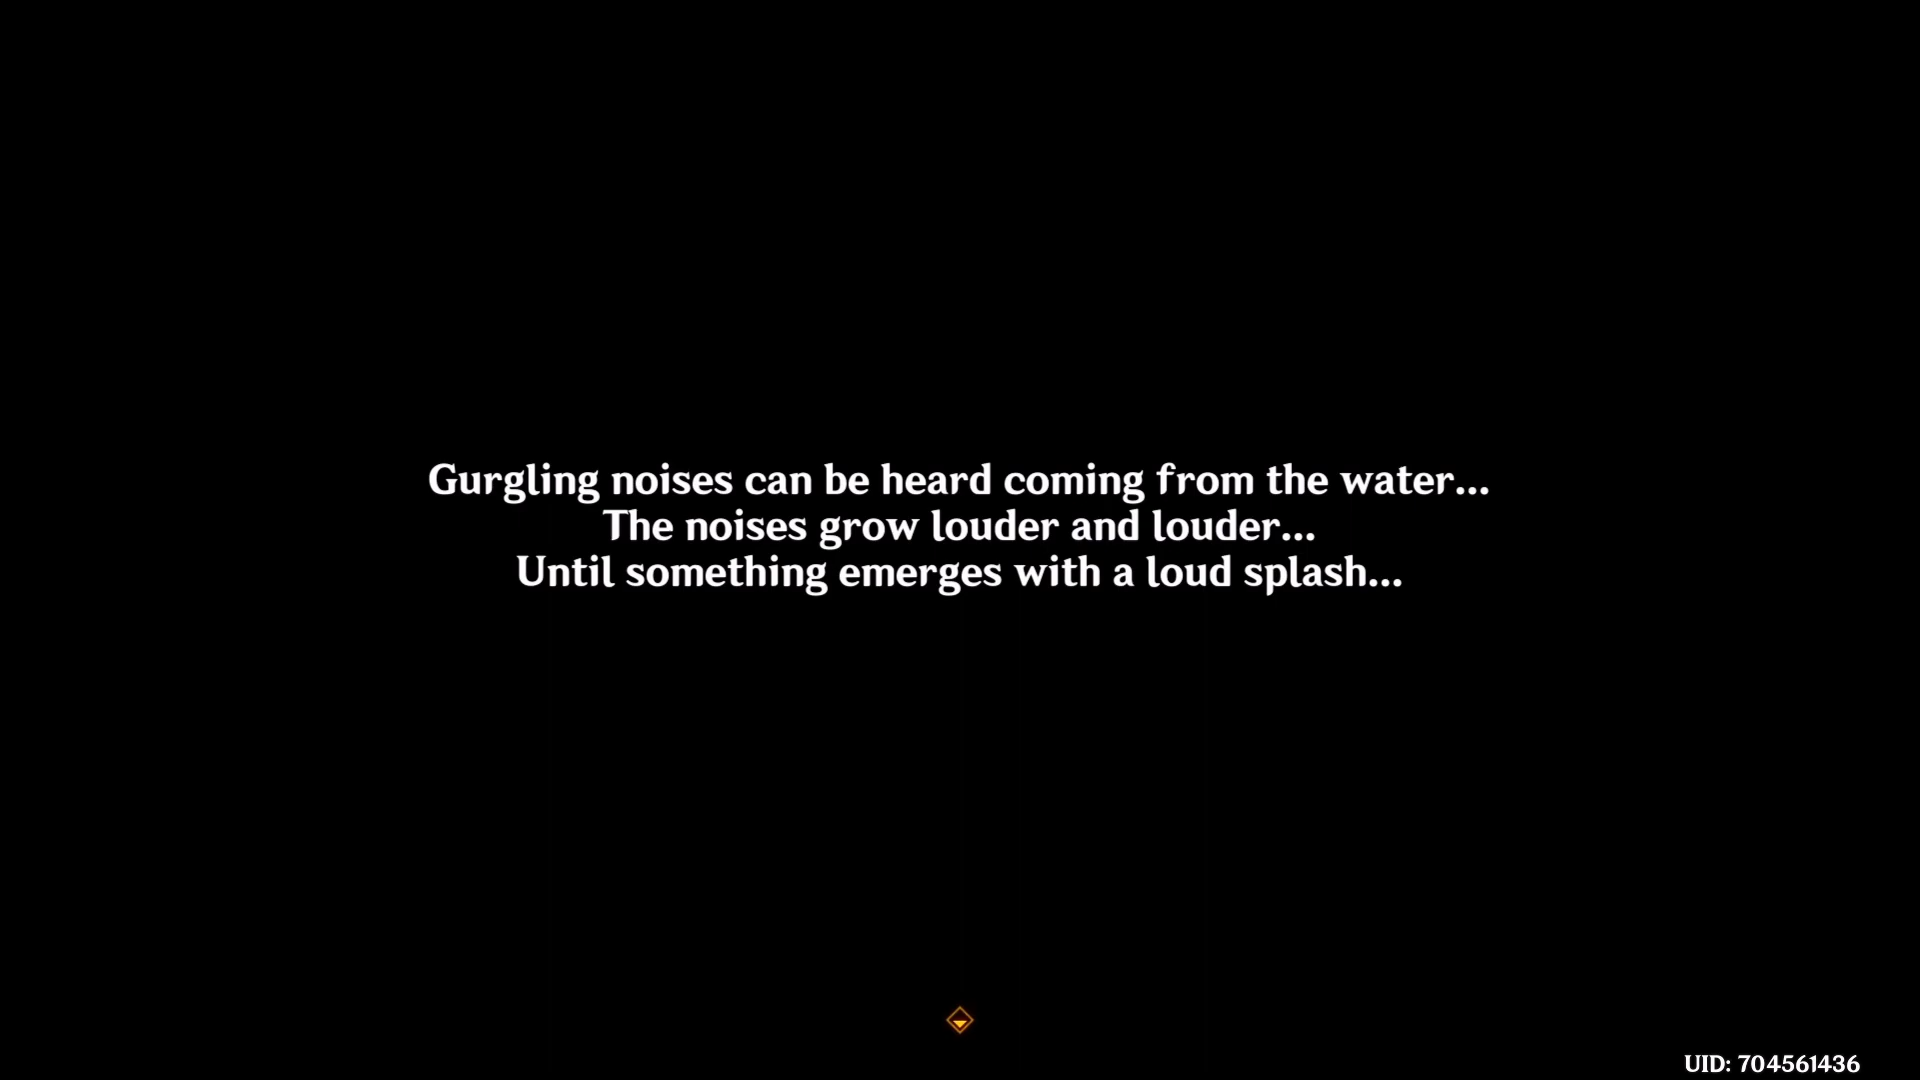 Gurgling noises can be heard coming from the water...
The noises grow louder and louder...
Until something emerges with a loud splash...
UID: 704561436